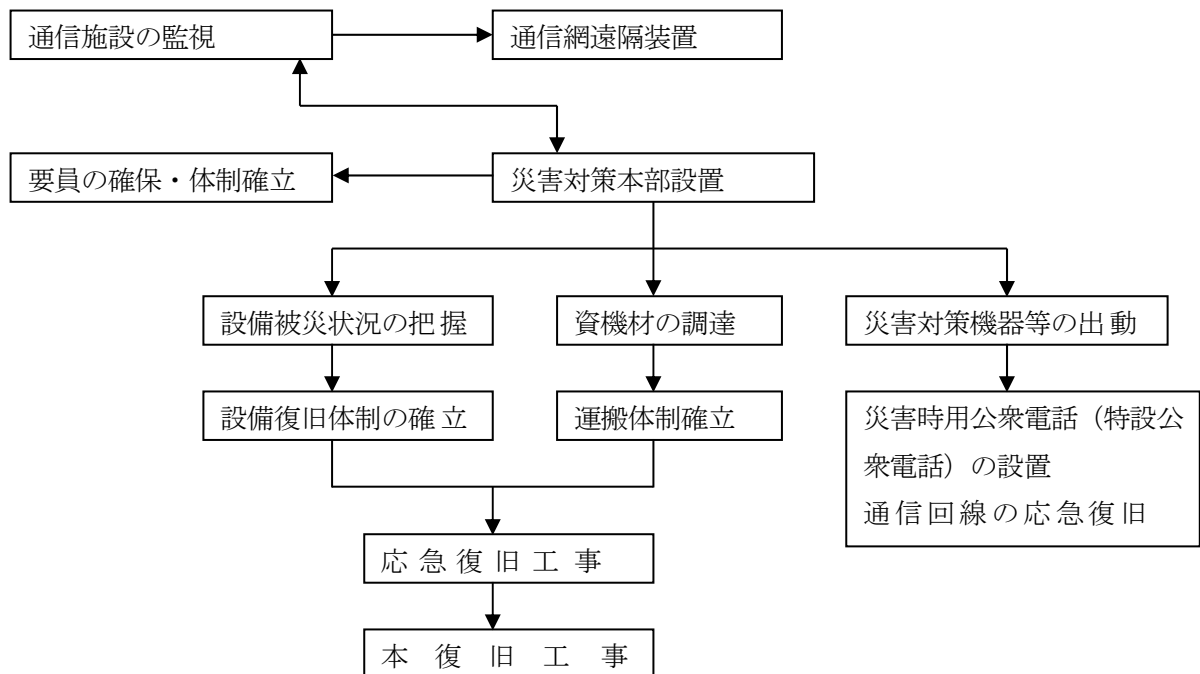 通信施設の監視
通信網遠隔装置
要員の確保・体制確立
災害対策本部設置
設備被災状況の把握
資機材の調達
災害対策機器等の出動
設備復旧体制の確立
運搬体制確立
災害時用公衆電話（特設公
衆電話）の設置
通信回線の応急復旧
応急復旧工事
本復旧工事